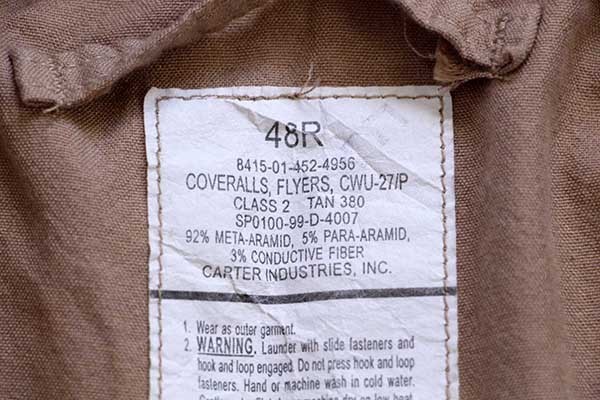 48R
8415-01-452-4956
COVERALLS, FLYERS, CWU-27/P
CLASS 2 TAN 380
SP0100-99-D-4007
92% META-ARAMID, 5% PARA-ARAMID,
3% CONDUCTIVE FIBER
CARTER INDUSTRIES, INC.
1. Wear as outer garment.
2. WARNING. Launder with slide fasteners and
hook and loop engaged. Do not press hook and loop
fasteners. Hand or machine wash in cold water.